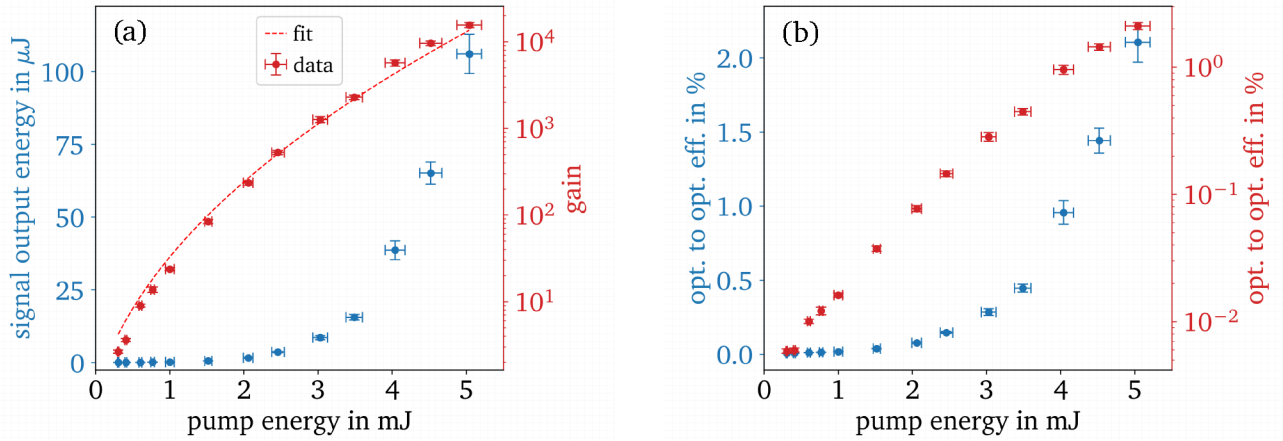 (a)
fit
data
signal output energy in μJ
100
75
50
25
0
10⁴
10³
10²
10¹
gain
0 1 2 3 4 5
pump energy in mJ
(b)
opt. to opt. eff. in %
2.0
1.5
1.0
0.5
0.0
10⁰
10⁻¹
10⁻²
opt. to opt. eff. in %
0 1 2 3 4 5
pump energy in mJ